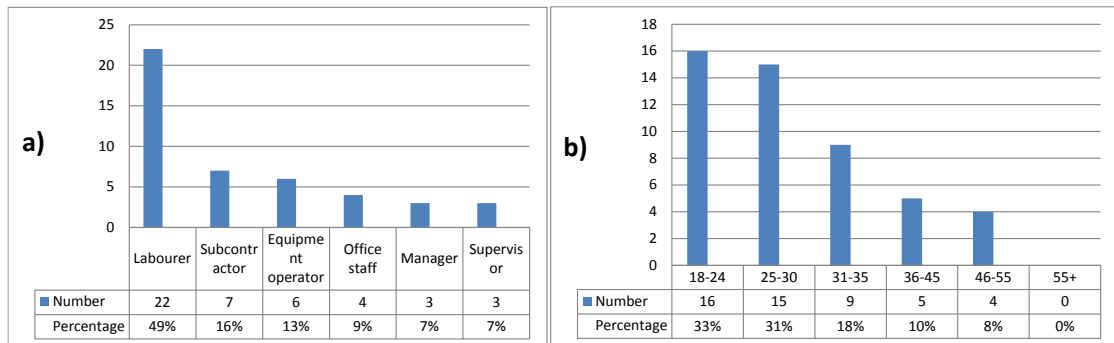 a)
25
20
15
10
5
0
Labourer
Subcontr
actor
Equipme
nt
operator
Office
staff
Manager
Supervis
or
Number 22 7 6 4 3 3
Percentage 49% 16% 13% 9% 7% 7%
b)
18
16
14
12
10
8
6
4
2
0
18-24 25-30 31-35 36-45 46-55 55+
Number 16 15 9 5 4 0
Percentage 33% 31% 18% 10% 8% 0%